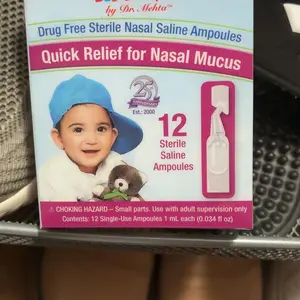 by Dr. Mehta™
Drug Free Sterile Nasal Saline Ampoules
Quick Relief for Nasal Mucus
25
ANNIVERSARY
Est.: 2000
12
Sterile
Saline
Ampoules
⚠ CHOKING HAZARD – Small parts. Use with adult supervision only
Contents: 12 Single-Use Ampoules 1 mL each (0.034 fl oz)